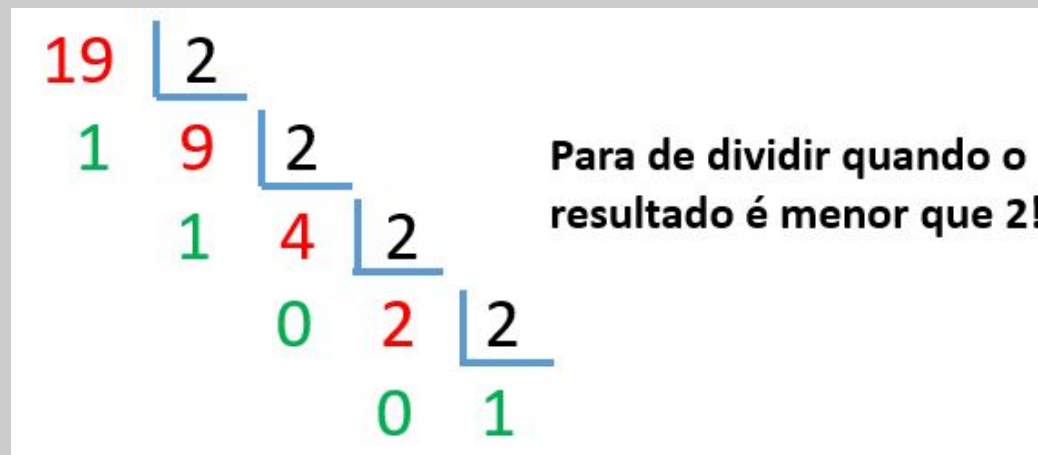 19 2
1 9 2
Para de dividir quando o
resultado é menor que 2!
1 4 2
0 2 2
0 1